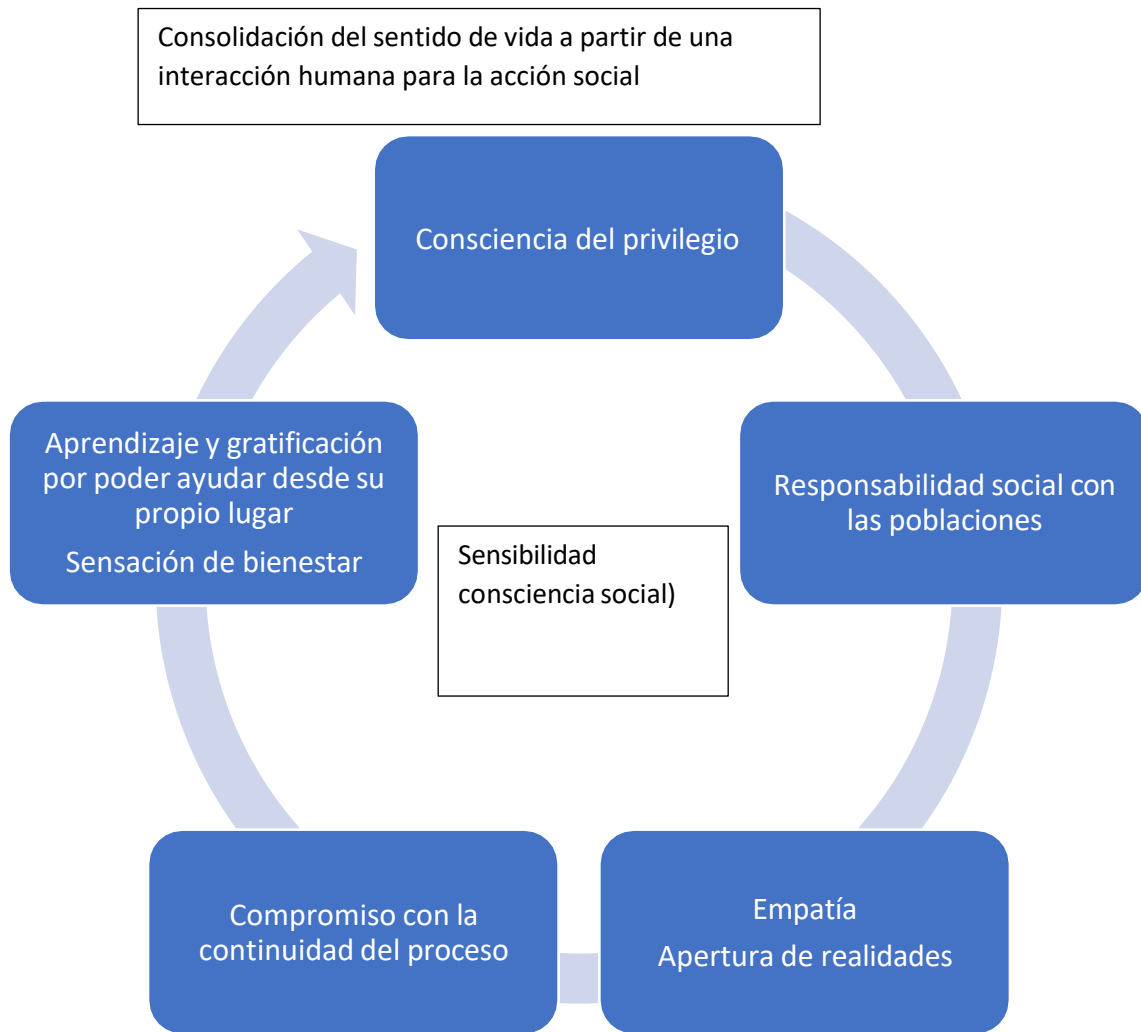 Consolidación del sentido de vida a partir de una
interacción humana para la acción social
Consciencia del privilegio
Responsabilidad social con
las poblaciones
Empatía
Apertura de realidades
Compromiso con la
continuidad del proceso
Aprendizaje y gratificación
por poder ayudar desde su
propio lugar
Sensación de bienestar
Sensibilidad
consciencia social)